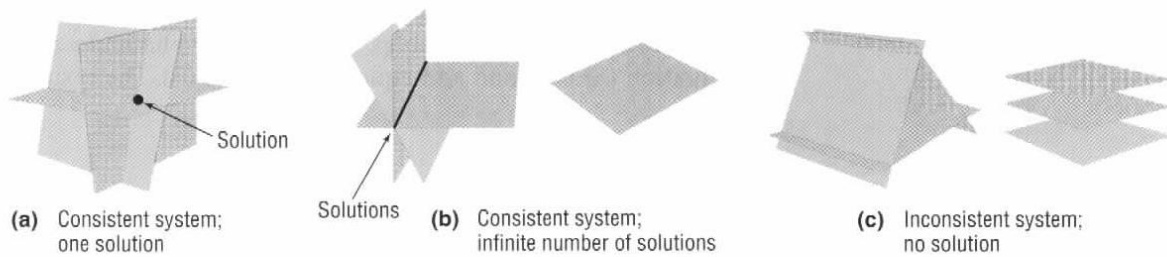 Solution
Solutions
(a) Consistent system;
one solution
(b) Consistent system;
infinite number of solutions
(c) Inconsistent system;
no solution